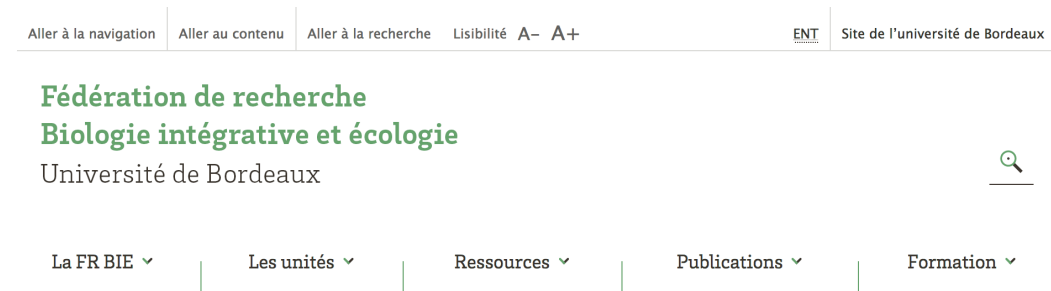 Aller à la navigation Aller au contenu Aller à la recherche Lisibilité A- A+ ENT Site de l'université de Bordeaux
Fédération de recherche
Biologie intégrative et écologie
Université de Bordeaux
La FR BIE Les unités Ressources Publications Formation